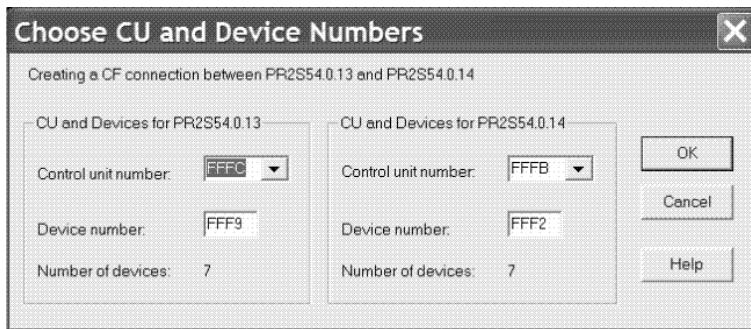 Choose CU and Device Numbers
Creating a CF connection between PR2S54.0.13 and PR2S54.0.14
CU and Devices for PR2S54.0.13
Control unit number: FFFC
Device number: FFF9
Number of devices: 7
CU and Devices for PR2S54.0.14
Control unit number: FFFB
Device number: FFF2
Number of devices: 7
OK
Cancel
Help